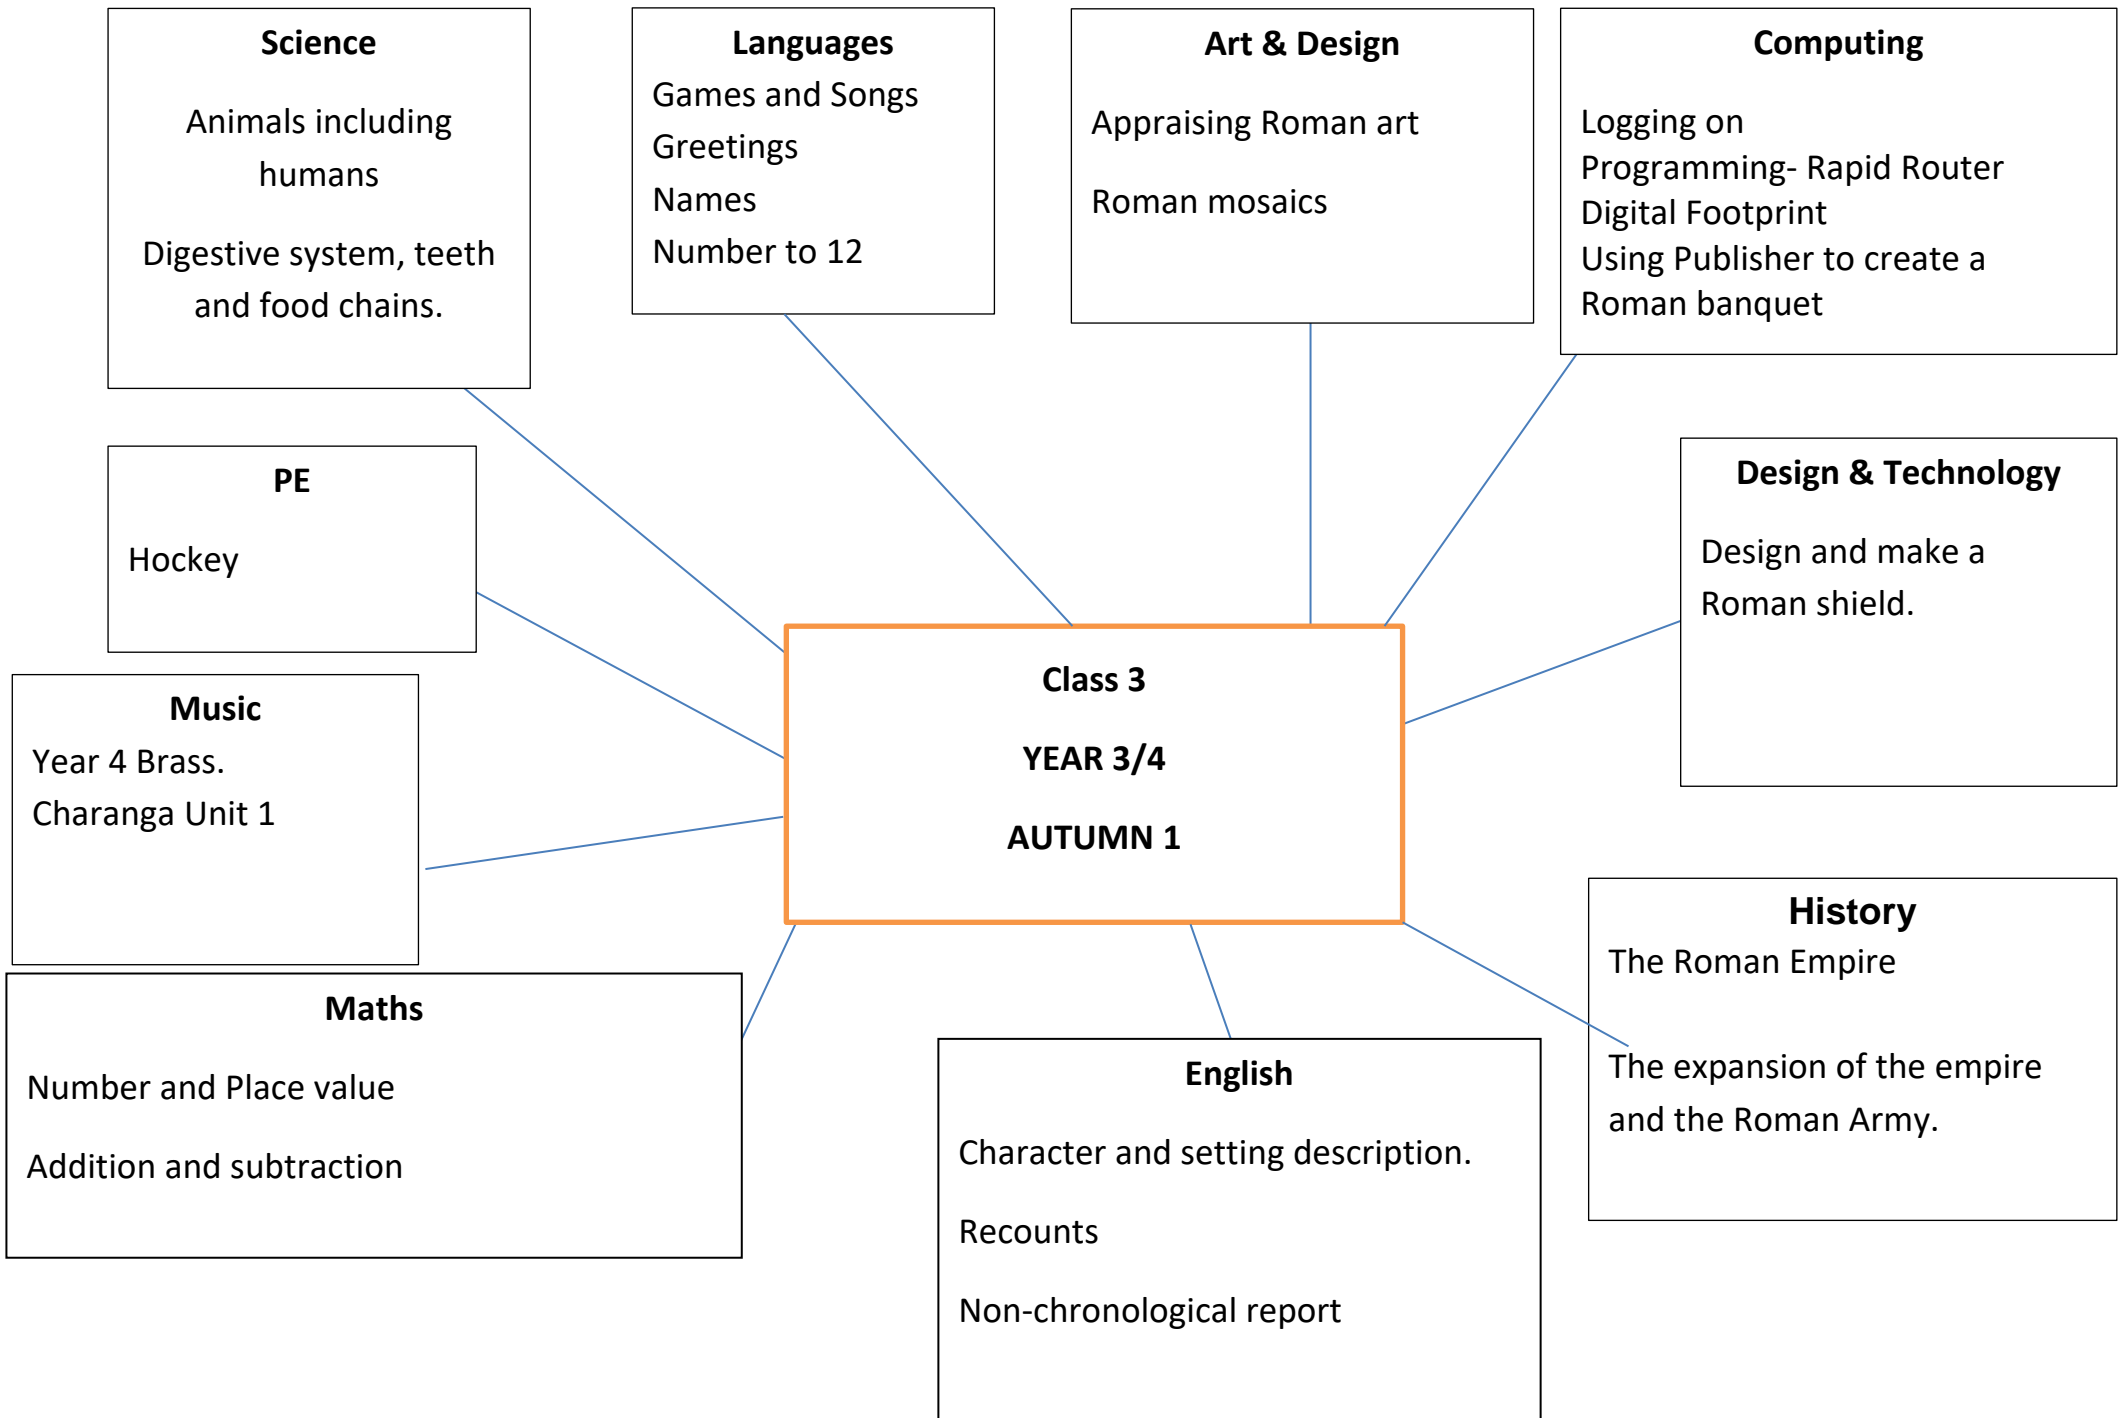 Science
Animals including
humans
Digestive system, teeth
and food chains.
Languages
Games and Songs
Greetings
Names
Number to 12
Art & Design
Appraising Roman art
Roman mosaics
Computing
Logging on
Programming- Rapid Router
Digital Footprint
Using Publisher to create a
Roman banquet
PE
Hockey
Design & Technology
Design and make a
Roman shield.
Class 3
YEAR 3/4
AUTUMN 1
Music
Year 4 Brass.
Charanga Unit 1
History
The Roman Empire
The expansion of the empire
and the Roman Army.
Maths
Number and Place value
Addition and subtraction
English
Character and setting description.
Recounts
Non-chronological report